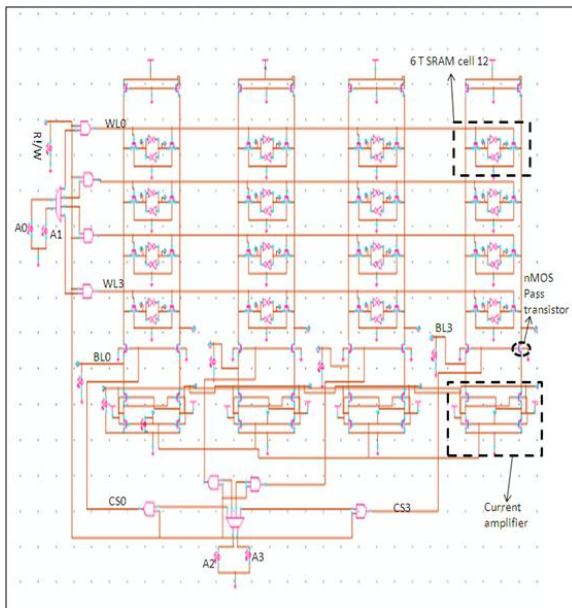 6 T SRAM cell 12
WL0
R/W
A0
A1
WL3
nMOS
Pass
transistor
BL3
BL0
CS0
CS3
Current
amplifier
A2
A3